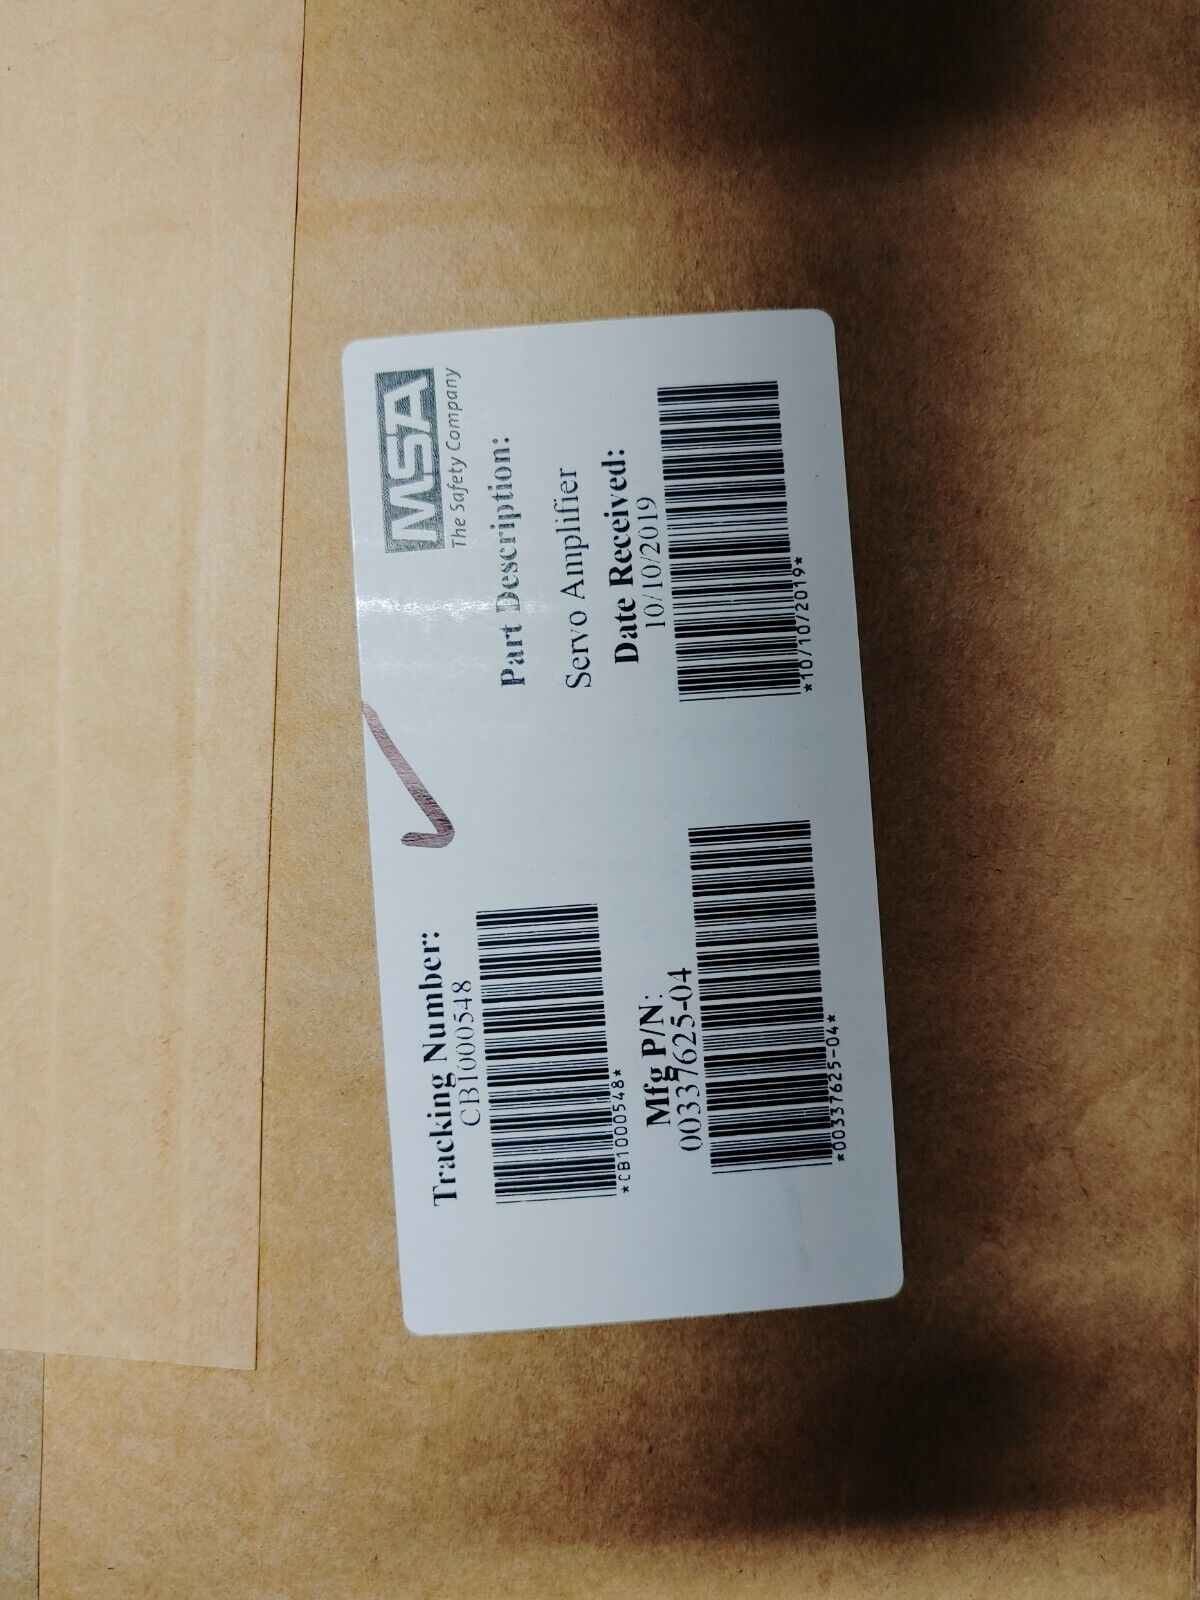 Tracking Number:
CB1000548
*CB1000548*
Mfg P/N:
00337625-04
*00337625-04*
MSA
The Safety Company
Part Description:
Servo Amplifier
Date Received:
10/10/2019
*10/10/2019*